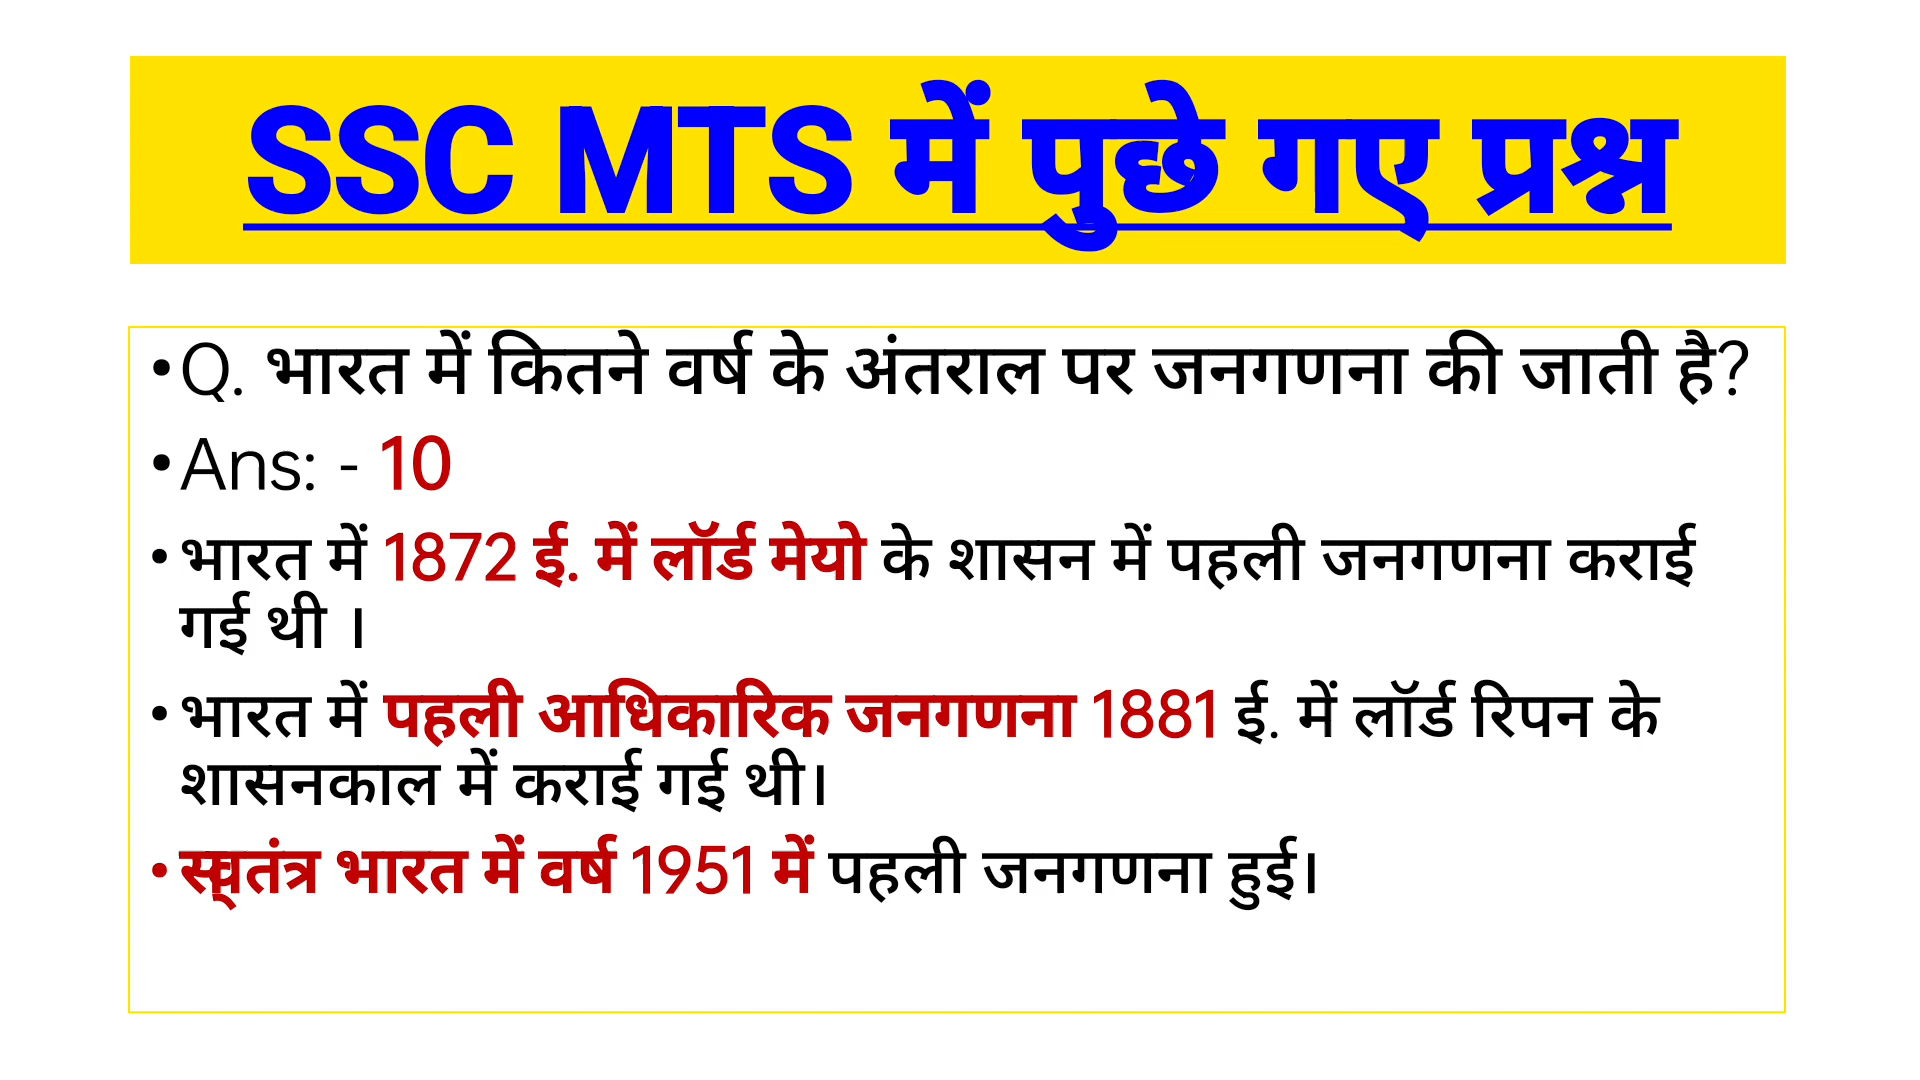 SSC MTS में पुछे गए प्रश्न
•Q. भारत में कितने वर्ष के अंतराल पर जनगणना की जाती है?
•Ans: - 10
•भारत में 1872 ई. में लॉर्ड मेयो के शासन में पहली जनगणना कराई
गई थी ।
•भारत में पहली आधिकारिक जनगणना 1881 ई. में लॉर्ड रिपन के
शासनकाल में कराई गई थी।
•स्वतंत्र भारत में वर्ष 1951 में पहली जनगणना हुई।